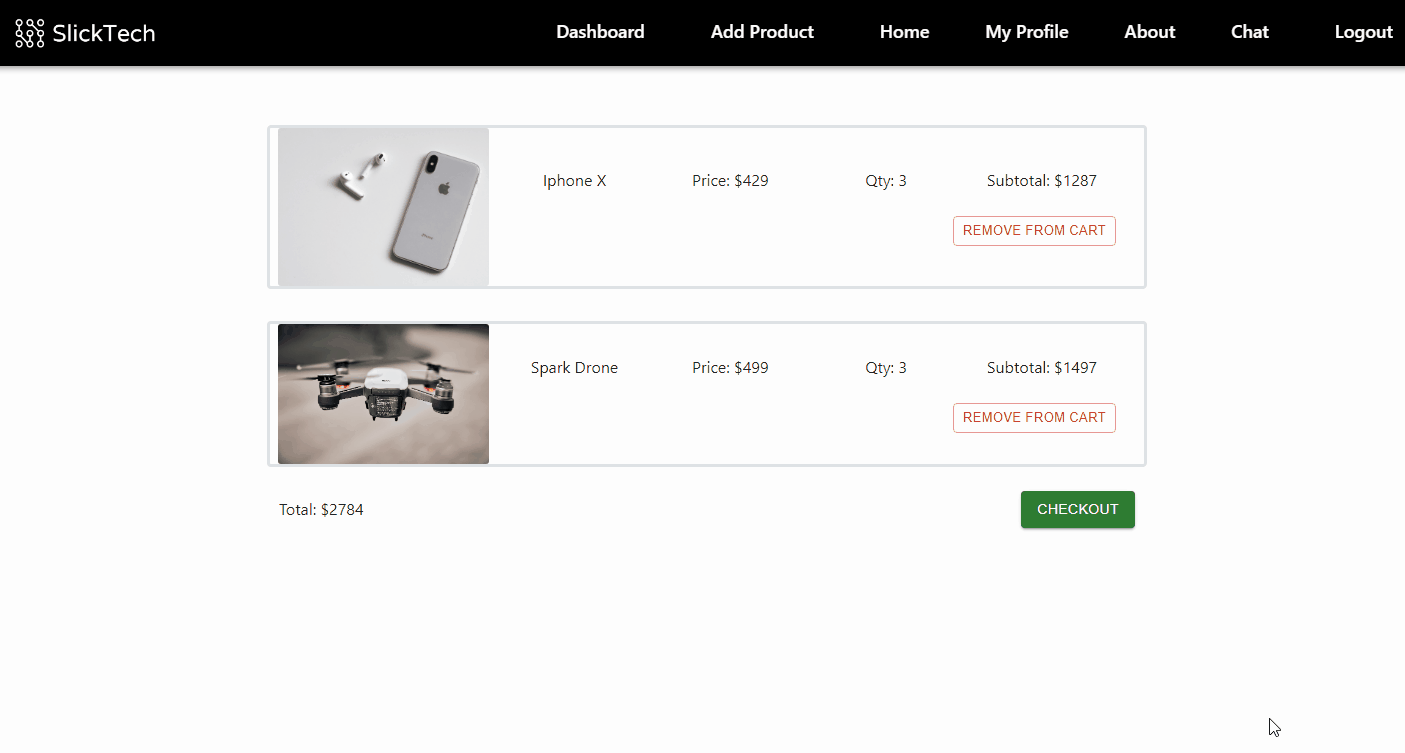 SlickTech Dashboard Add Product Home My Profile About Chat Logout
Iphone X Price: $429 Qty: 3 Subtotal: $1287
REMOVE FROM CART
Spark Drone Price: $499 Qty: 3 Subtotal: $1497
REMOVE FROM CART
Total: $2784 CHECKOUT